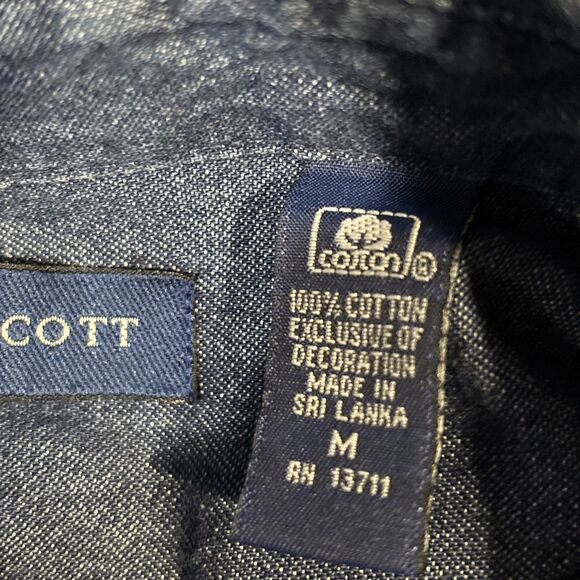 COTT
cotton ®
100% COTTON
EXCLUSIVE OF
DECORATION
MADE IN
SRI LANKA
M
RN 13711